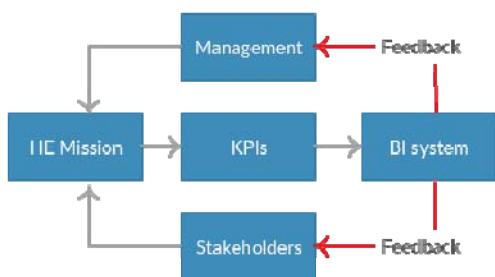 Management
Feedback
HE Mission
KPIs
BI system
Stakeholders
Feedback